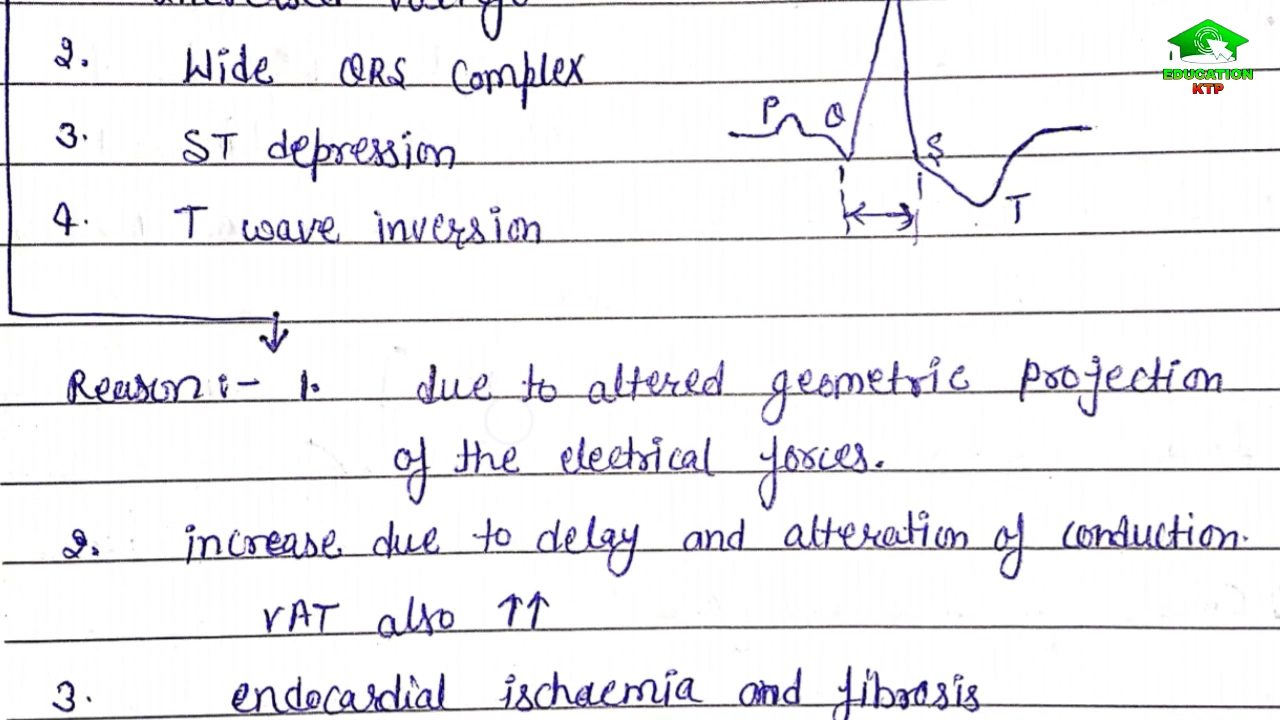 2. Wide QRS Complex
3. ST depression
4. T wave inversion
P Q S T
EDUCATION
KTP
Reason:- 1. due to altered geometric projection
of the electrical forces.
2. increase due to delay and alteration of conduction.
VAT also ↑↑
3. endocardial ischaemia and fibrosis